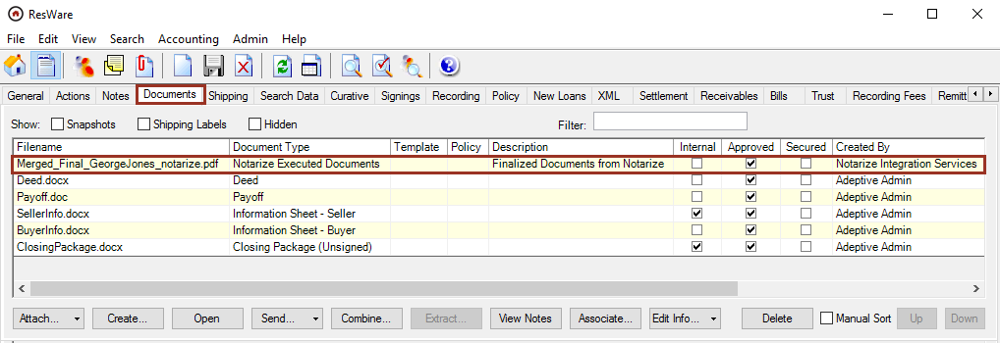 ResWare
File Edit View Search Accounting Admin Help
General Actions Notes Documents Shipping Search Data Curative Signings Recording Policy New Loans XML Settlement Receivables Bills Trust Recording Fees Remitt
Show: Snapshots Shipping Labels Hidden Filter:
Filename Document Type Template Policy Description Internal Approved Secured Created By
Merged_Final_GeorgeJones_notarize.pdf Notarize Executed Documents Finalized Documents from Notarize Notarize Integration Services
Deed.docx Deed Adeptive Admin
Payoff.doc Payoff Adeptive Admin
SellerInfo.docx Information Sheet - Seller Adeptive Admin
BuyerInfo.docx Information Sheet - Buyer Adeptive Admin
ClosingPackage.docx Closing Package (Unsigned) Adeptive Admin
Attach... Create... Open Send... Combine... Extract... View Notes Associate... Edit Info... Delete Manual Sort Up Down